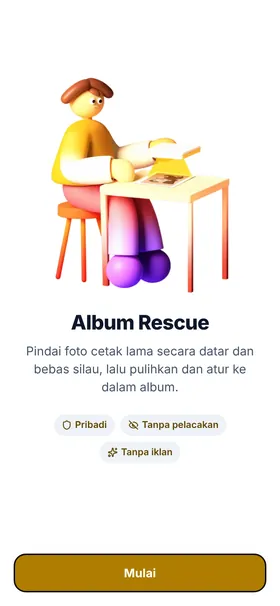 Album Rescue
Pindai foto cetak lama secara datar dan
bebas silau, lalu pulihkan dan atur ke
dalam album.
Pribadi
Tanpa pelacakan
Tanpa iklan
Mulai